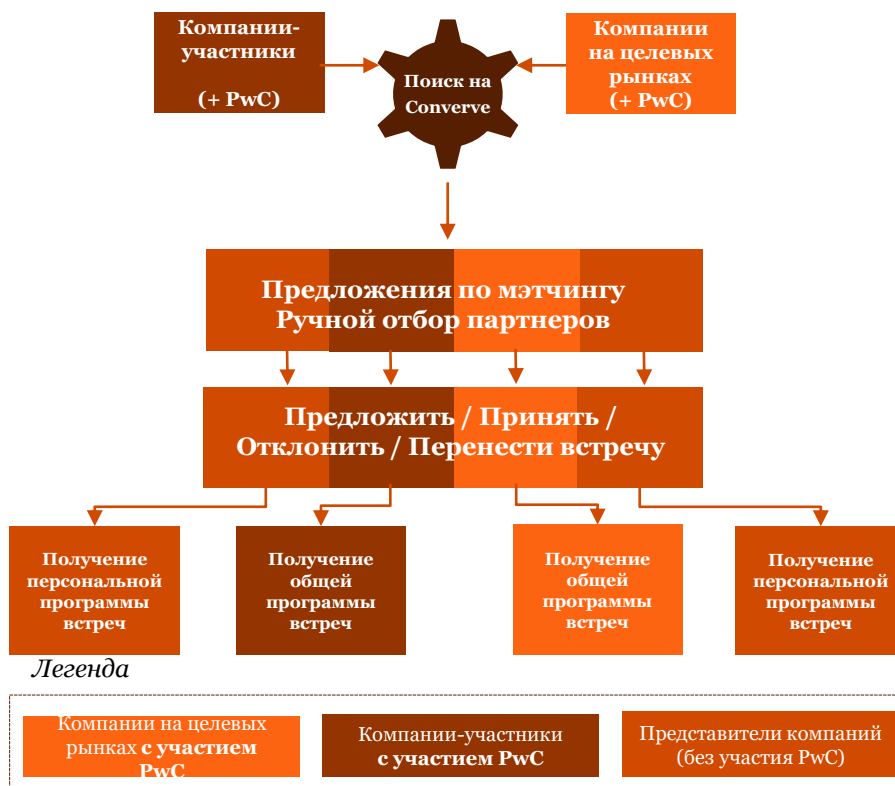 Компании-
участники
(+ PwC)
Поиск на
Converve
Компании
на целевых
рынках
(+ PwC)
Предложения по мэтчингу
Ручной отбор партнеров
Предложить / Принять /
Отклонить / Перенести встречу
Получение
персональной
программы
встреч
Получение
общей
программы
встреч
Получение
общей
программы
встреч
Получение
персональной
программы
встреч
Легенда
Компании на целевых
рынках с участием
PwC
Компании-участники
с участием PwC
Представители компаний
(без участия PwC)